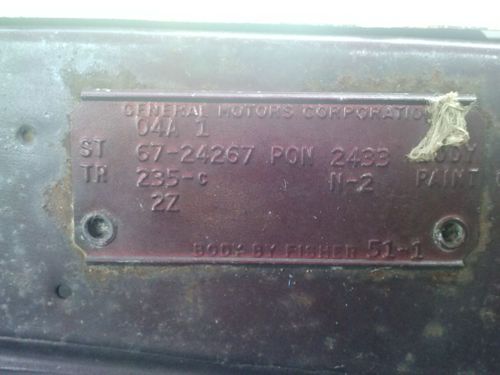 GENERAL MOTORS CORPORATION
04A 1
ST 67-24267 PON 2433 BODY
TR 235-C N-2 PAINT
2Z
BODY BY FISHER 51-1